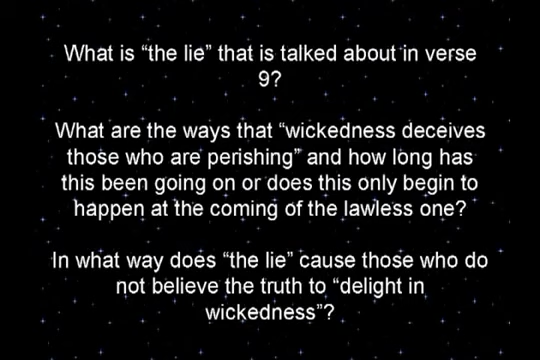 What is “the lie” that is talked about in verse
9?
What are the ways that “wickedness deceives
those who are perishing” and how long has
this been going on or does this only begin to
happen at the coming of the lawless one?
In what way does “the lie” cause those who do
not believe the truth to “delight in
wickedness”?